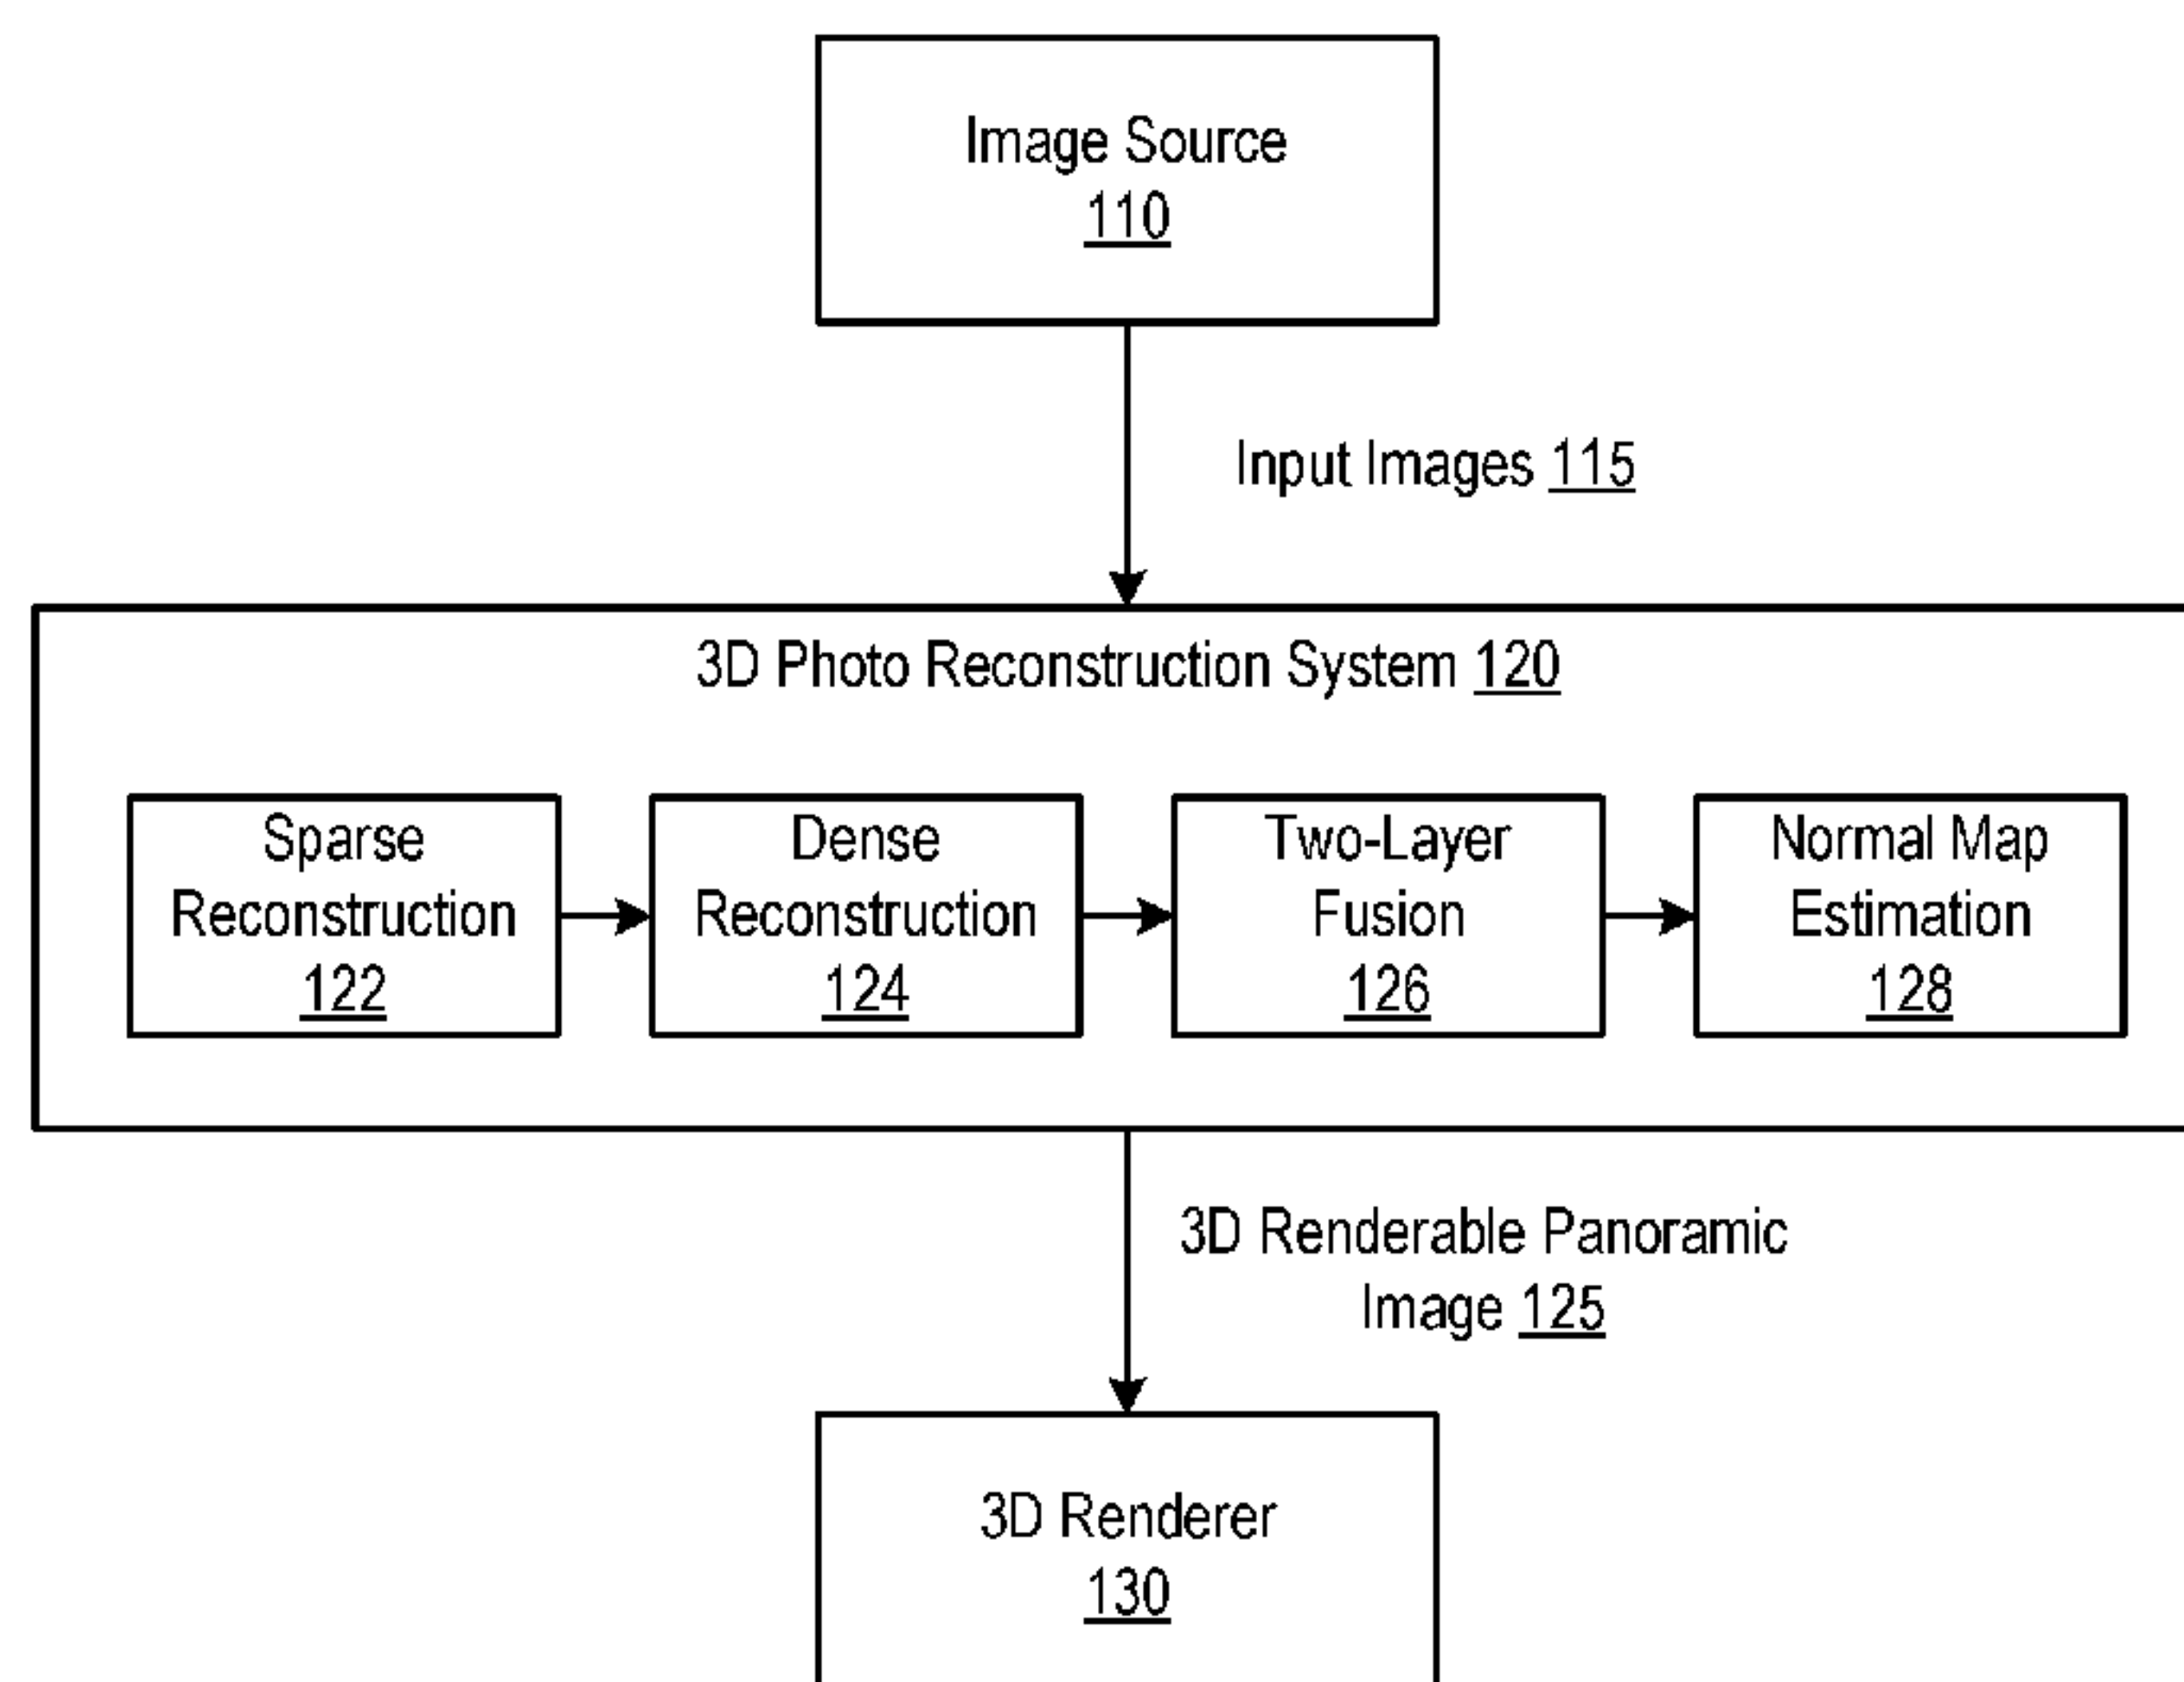 Image Source
110
Input Images 115
3D Photo Reconstruction System 120
Sparse
Reconstruction
122
Dense
Reconstruction
124
Two-Layer
Fusion
126
Normal Map
Estimation
128
3D Renderable Panoramic
Image 125
3D Renderer
130